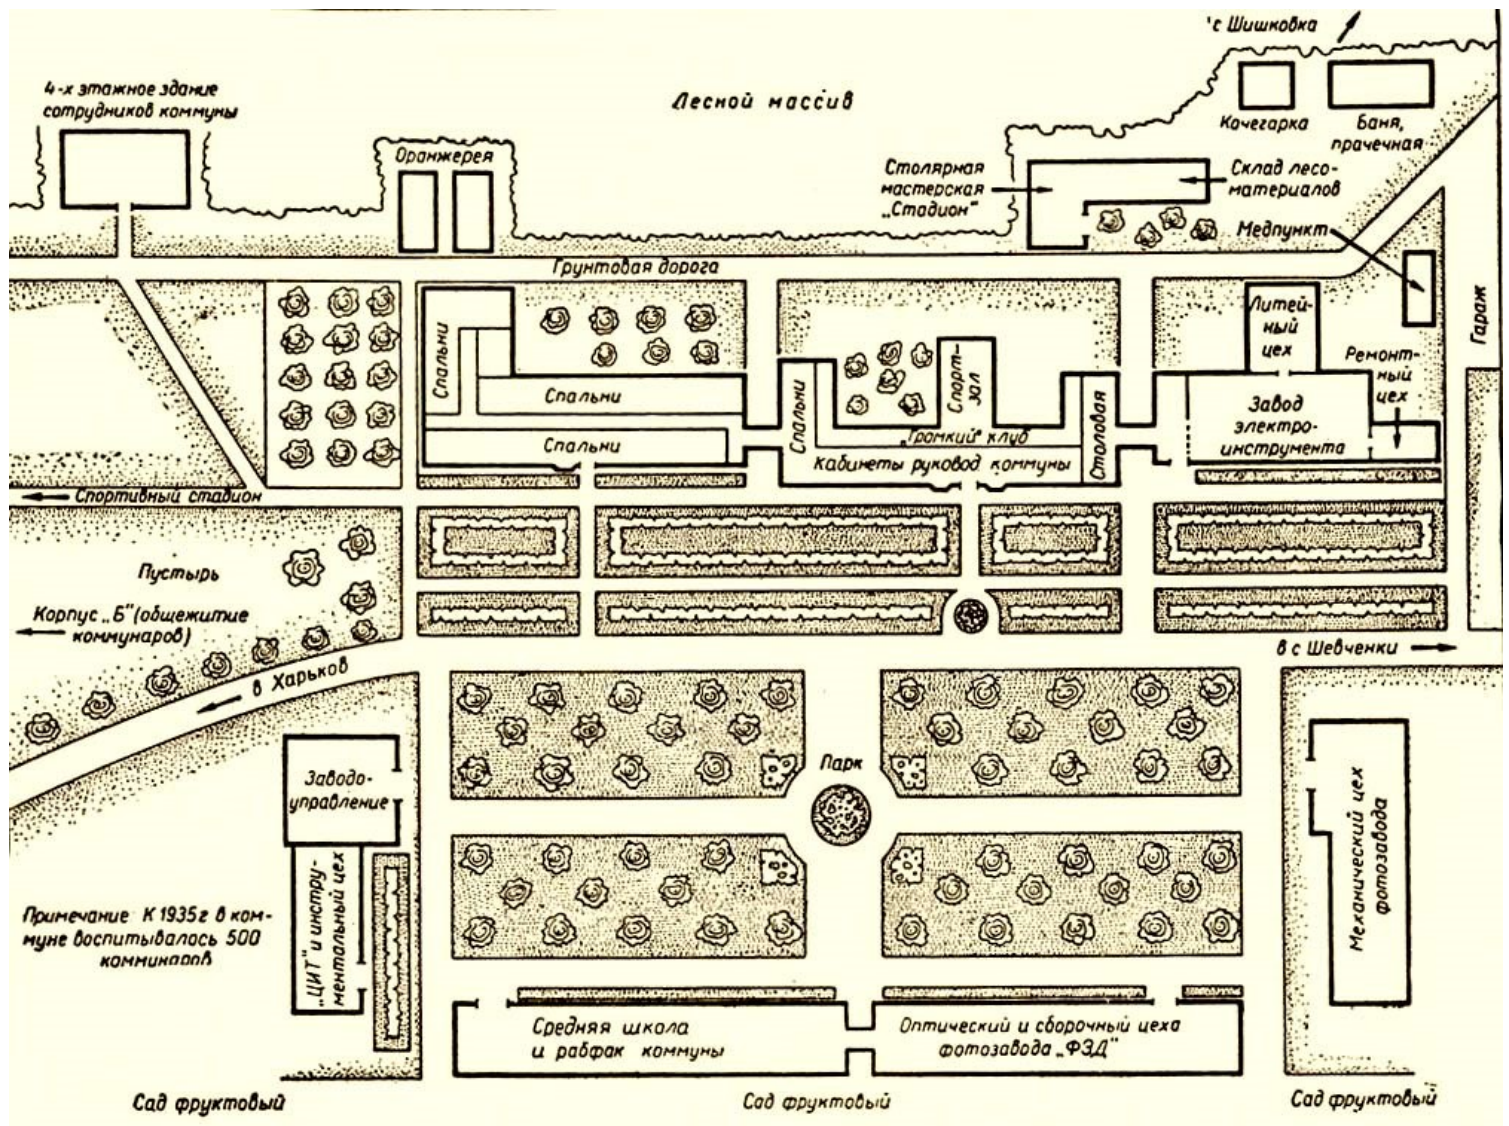 с Шишковка
4-х этажное здание
сотрудников коммуны
Лесной массив
Кочегарка
Баня,
прачечная
Оранжерея
Столярная
мастерская
„Стадион"
Склад лесо-
материалов
Медпункт
Грунтовая дорога
Литей-
ный
цех
Гараж
Спальни
Спальни
Спальни
Спальни
Спорт-
зал
„Громкий" клуб
Кабинеты руковод коммуны
Столовая
Завод
электро-
инструмента
Ремонт-
ный
цех
Спортивный стадион
Пустырь
Корпус „Б" (общежитие
коммунаров)
в Харьков
в с Шевченки
Заводо-
управление
Парк
Механический цех
фотозавода
„ЦИТ" и инстру-
ментальный цех
Примечание К 1935г в ком-
муне воспитывалось 500
коммунаров
Средняя школа
и рабфак коммуны
Оптический и сборочный цеха
фотозавода „ФЭД"
Сад фруктовый
Сад фруктовый
Сад фруктовый